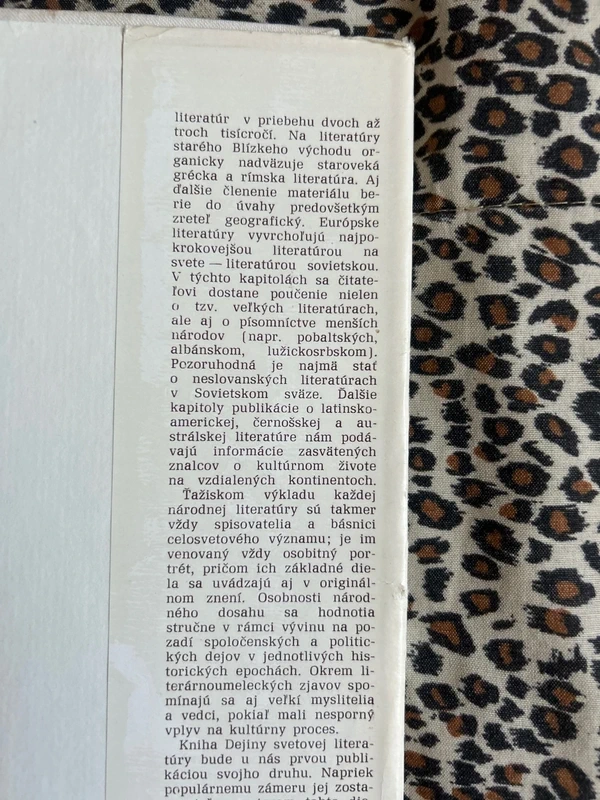 literatúr v priebehu dvoch až
troch tisícročí. Na literatúry
starého Blízkeho východu or-
ganicky nadväzuje staroveká
grécka a rímska literatúra. Aj
ďalšie členenie materiálu be-
rie do úvahy predovšetkým
zreteľ geografický. Európske
literatúry vyvrchoľujú najpo-
krokovejšou literatúrou na
svete — literatúrou sovietskou.
V týchto kapitolách sa čitate-
ľovi dostane poučenie nielen
o tzv. veľkých literatúrach,
ale aj o písomníctve menších
národov (napr. pobaltských,
albánskom, lužickosrbskom).
Pozoruhodná je najmä stať
o neslovanských literatúrach
v Sovietskom sväze. Ďalšie
kapitoly publikácie o latinsko-
americkej, černošskej a au-
strálskej literatúre nám podá-
vajú informácie zasvätených
znalcov o kultúrnom živote
na vzdialených kontinentoch.
Ťažiskom výkladu každej
národnej literatúry sú takmer
vždy spisovatelia a básnici
celosvetového významu; je im
venovaný vždy osobitný por-
trét, pričom ich základné die-
la sa uvádzajú aj v originál-
nom znení. Osobnosti národ-
ného dosahu sa hodnotia
stručne v rámci vývinu na po-
zadí spoločenských a politic-
kých dejov v jednotlivých his-
torických epochách. Okrem li-
terárnoumeleckých zjavov spo-
mínajú sa aj veľkí myslitelia
a vedci, pokiaľ mali nesporný
vplyv na kultúrny proces.
Kniha Dejiny svetovej litera-
túry bude u nás prvou publi-
káciou svojho druhu. Napriek
populárnemu zámeru jej zosta-